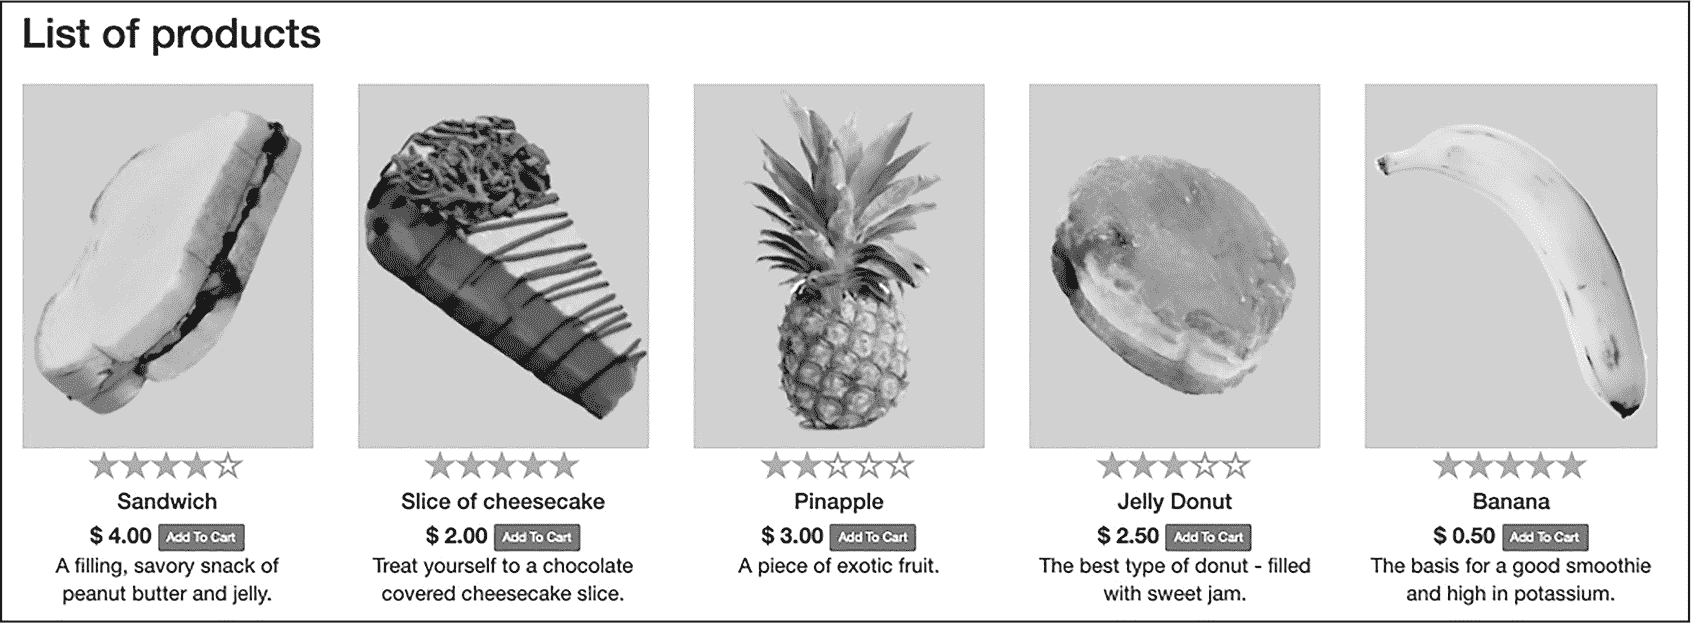 List of products
Sandwich
$ 4.00 Add To Cart
A filling, savory snack of
peanut butter and jelly.
Slice of cheesecake
$ 2.00 Add To Cart
Treat yourself to a chocolate
covered cheesecake slice.
Pinapple
$ 3.00 Add To Cart
A piece of exotic fruit.
Jelly Donut
$ 2.50 Add To Cart
The best type of donut - filled
with sweet jam.
Banana
$ 0.50 Add To Cart
The basis for a good smoothie
and high in potassium.